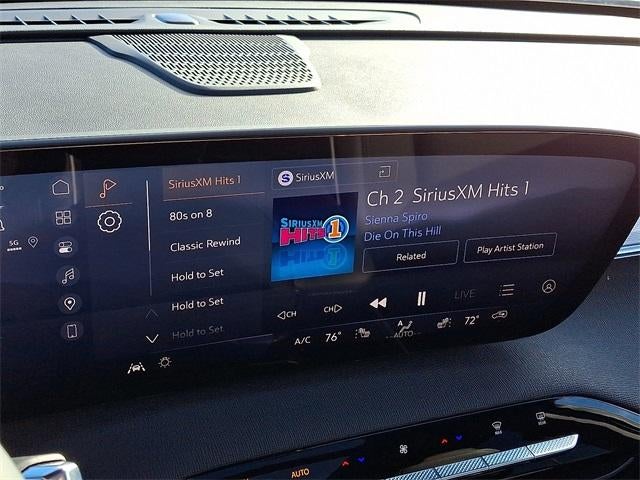 5G
SiriusXM Hits 1
80s on 8
Classic Rewind
Hold to Set
Hold to Set
Hold to Set
SiriusXM
SIRIUSXM
HITS 1
Ch 2 SiriusXM Hits 1
Sienna Spiro
Die On This Hill
Related
Play Artist Station
CH
CH
LIVE
A/C 76° A AUTO 72°
AUTO